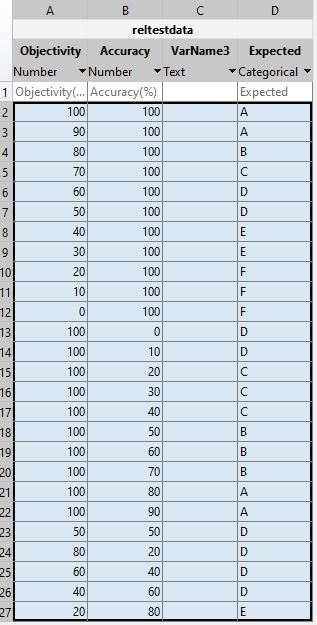 A B C D
reltestdata
Objectivity Accuracy VarName3 Expected
Number Number Text Categorical
1 Objectivity(... Accuracy(%) Expected
2 100 100 A
3 90 100 A
4 80 100 B
5 70 100 C
6 60 100 D
7 50 100 D
8 40 100 E
9 30 100 E
10 20 100 F
11 10 100 F
12 0 100 F
13 100 0 D
14 100 10 D
15 100 20 C
16 100 30 C
17 100 40 C
18 100 50 B
19 100 60 B
20 100 70 B
21 100 80 A
22 100 90 A
23 50 50 D
24 80 20 D
25 60 40 D
26 40 60 D
27 20 80 E